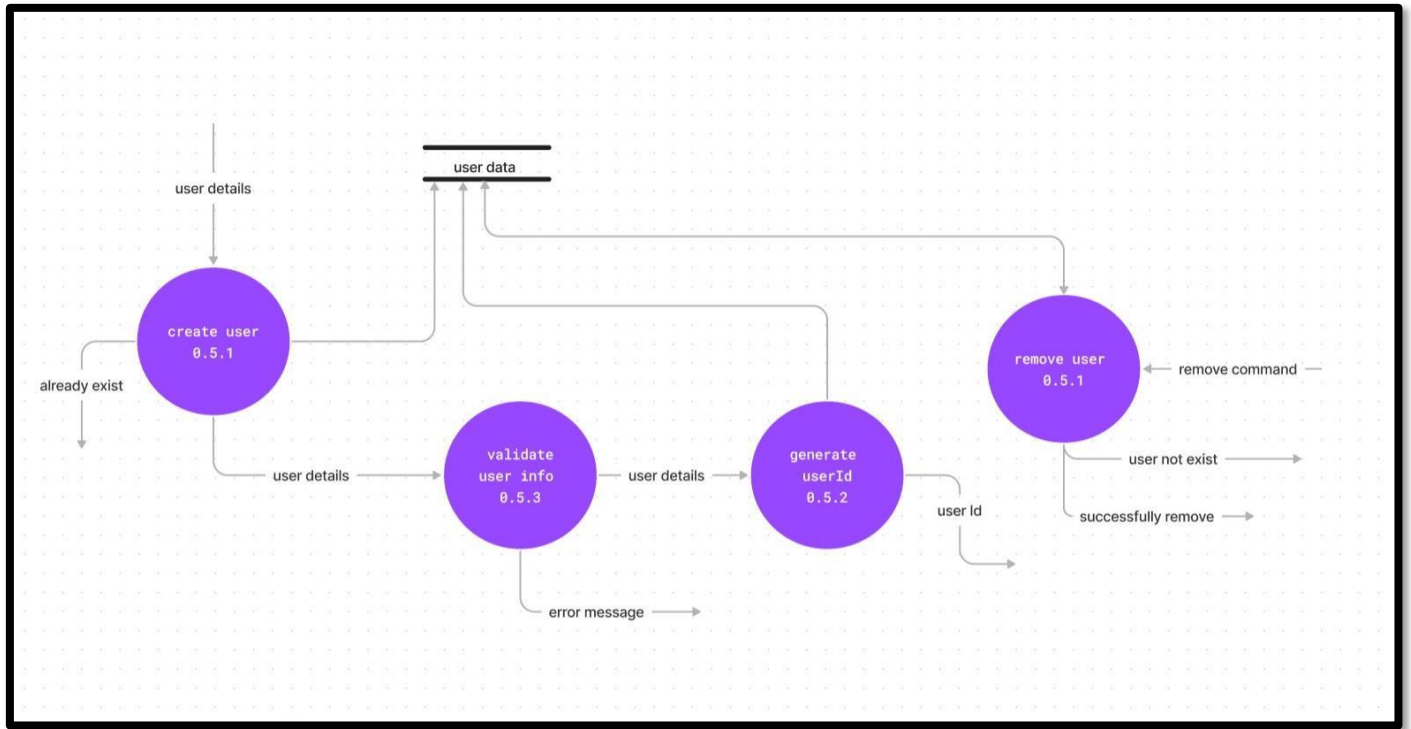 user data
user details
create user
0.5.1
already exist
remove user
0.5.1
remove command
user details
validate
user info
0.5.3
user details
generate
userId
0.5.2
user Id
user not exist
successfully remove
error message